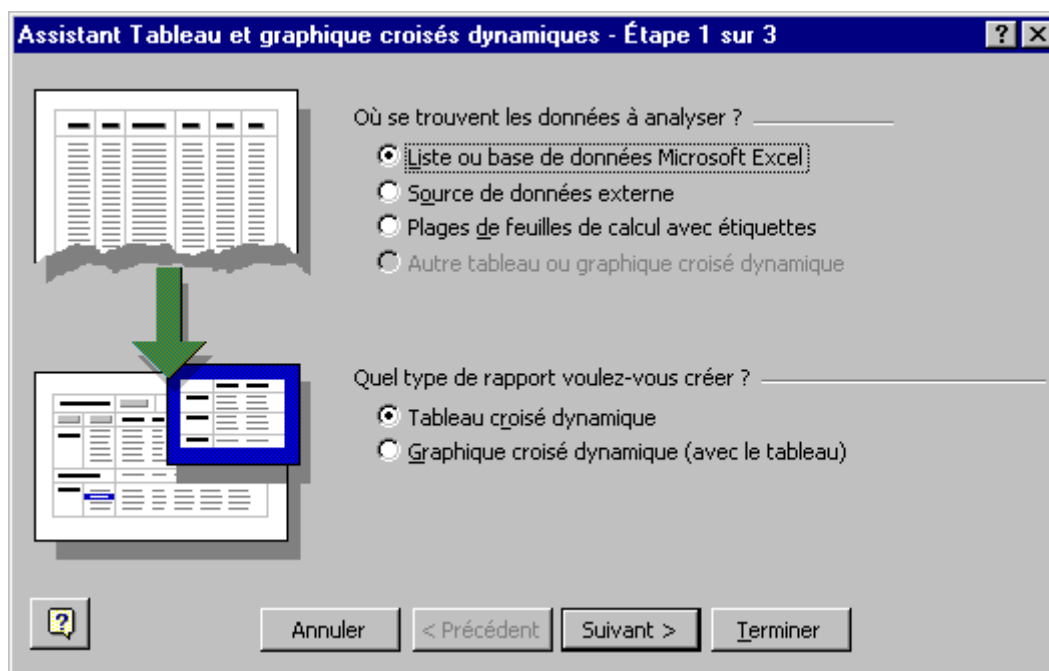 Assistant Tableau et graphique croisés dynamiques - Étape 1 sur 3
Où se trouvent les données à analyser ?
Liste ou base de données Microsoft Excel
Source de données externe
Plages de feuilles de calcul avec étiquettes
Autre tableau ou graphique croisé dynamique
Quel type de rapport voulez-vous créer ?
Tableau croisé dynamique
Graphique croisé dynamique (avec le tableau)
Annuler
< Précédent
Suivant >
Terminer